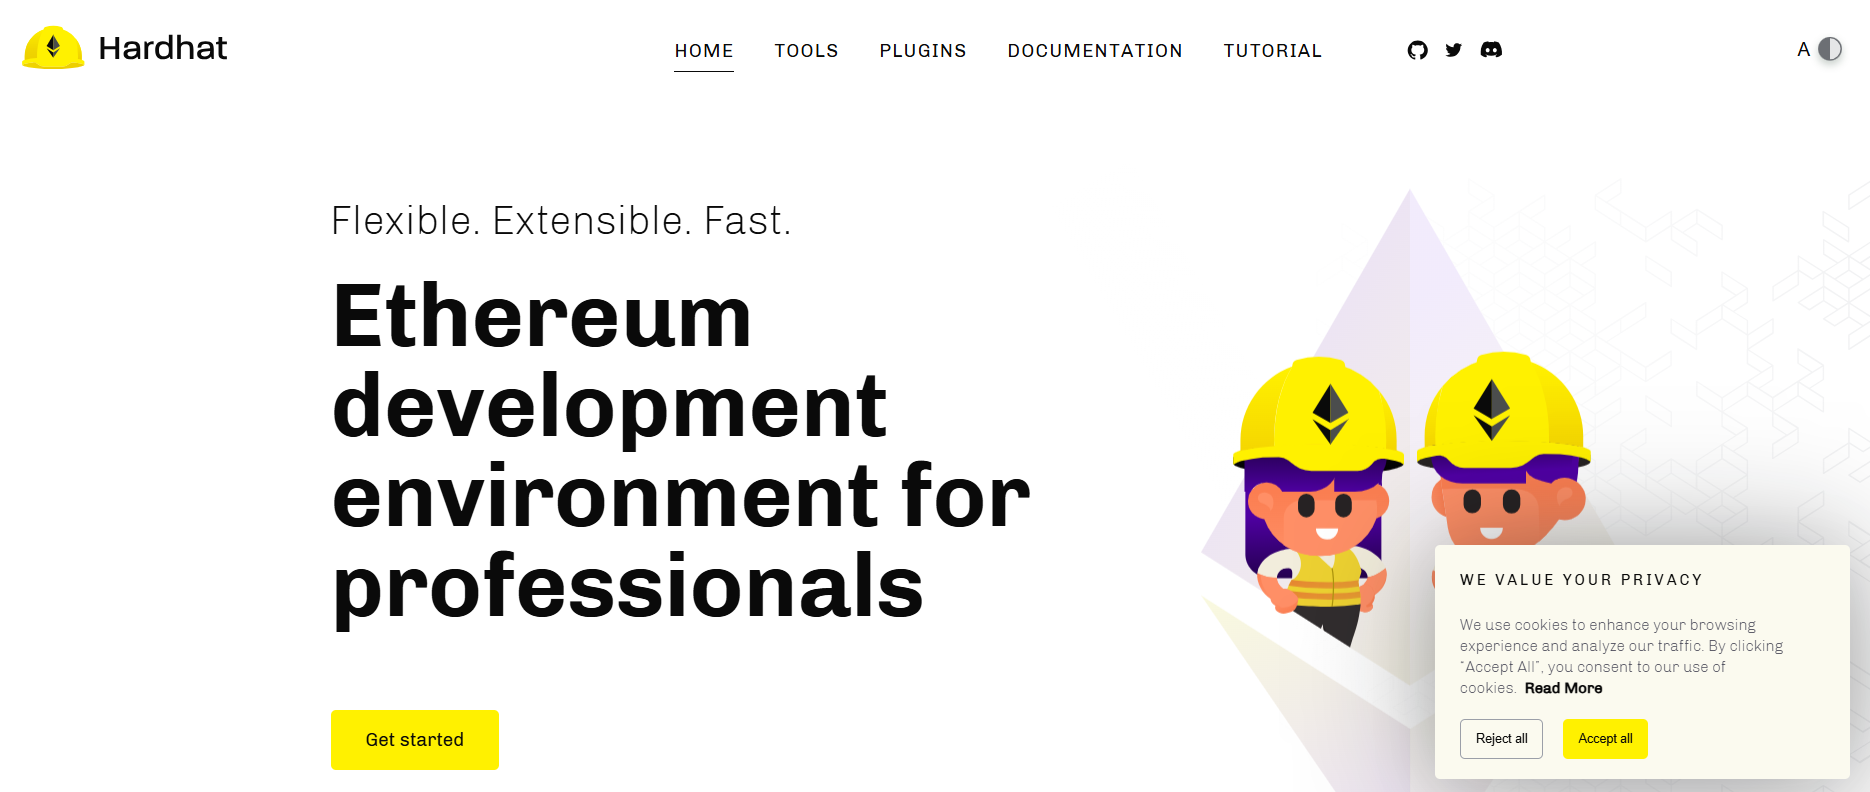 Hardhat
HOME TOOLS PLUGINS DOCUMENTATION TUTORIAL
A
Flexible. Extensible. Fast.
Ethereum
development
environment for
professionals
Get started
WE VALUE YOUR PRIVACY
We use cookies to enhance your browsing
experience and analyze our traffic. By clicking
“Accept All”, you consent to our use of
cookies. Read More
Reject all Accept all